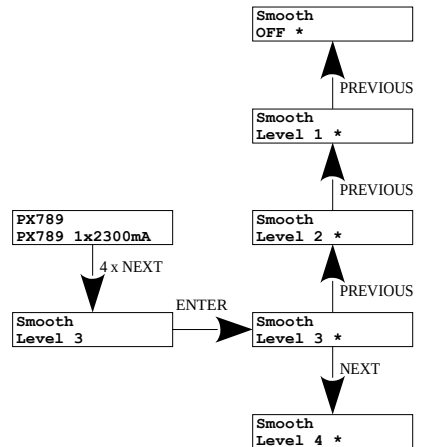 Smooth
OFF *
PREVIOUS
Smooth
Level 1 *
PREVIOUS
PX789
PX789 1x2300mA
Smooth
Level 2 *
4 x NEXT
PREVIOUS
Smooth
Level 3
ENTER
Smooth
Level 3 *
NEXT
Smooth
Level 4 *